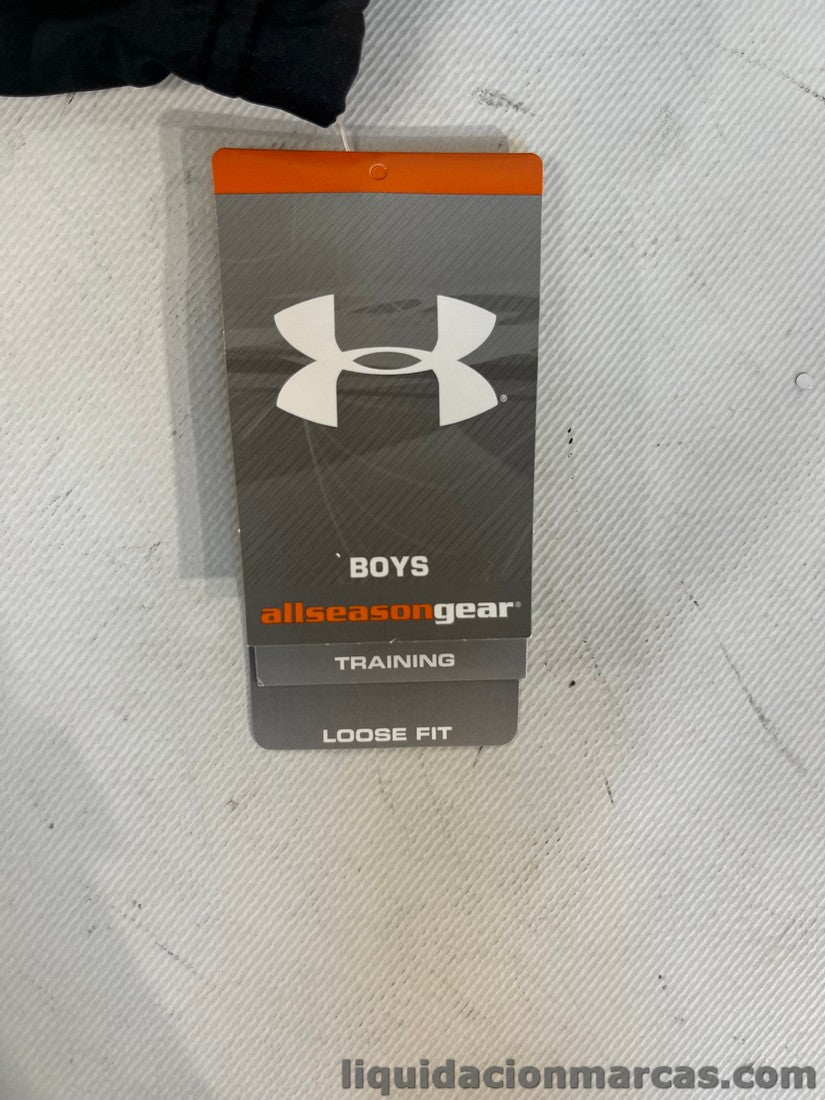 BOYS
allseasongear®
TRAINING
LOOSE FIT
liquidacionmarcas.com